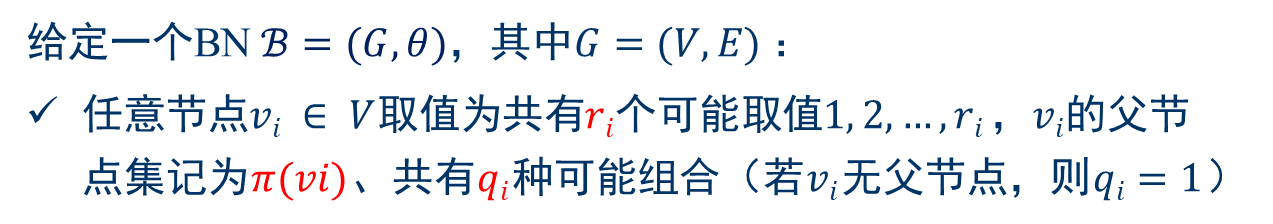 给定一个BN ℬ = (G, θ)，其中G = (V, E)：
✓ 任意节点vᵢ ∈ V取值为共有rᵢ个可能取值1, 2, …, rᵢ，vᵢ的父节
点集记为π(vi)、共有qᵢ种可能组合（若vᵢ无父节点，则qᵢ = 1）